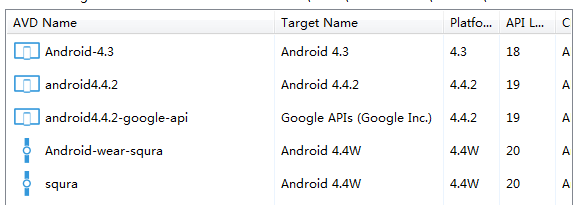 AVD Name Target Name Platfo... API L... C
Android-4.3 Android 4.3 4.3 18 A
android4.4.2 Android 4.4.2 4.4.2 19 A
android4.4.2-google-api Google APIs (Google Inc.) 4.4.2 19 A
Android-wear-squra Android 4.4W 4.4W 20 A
squra Android 4.4W 4.4W 20 A